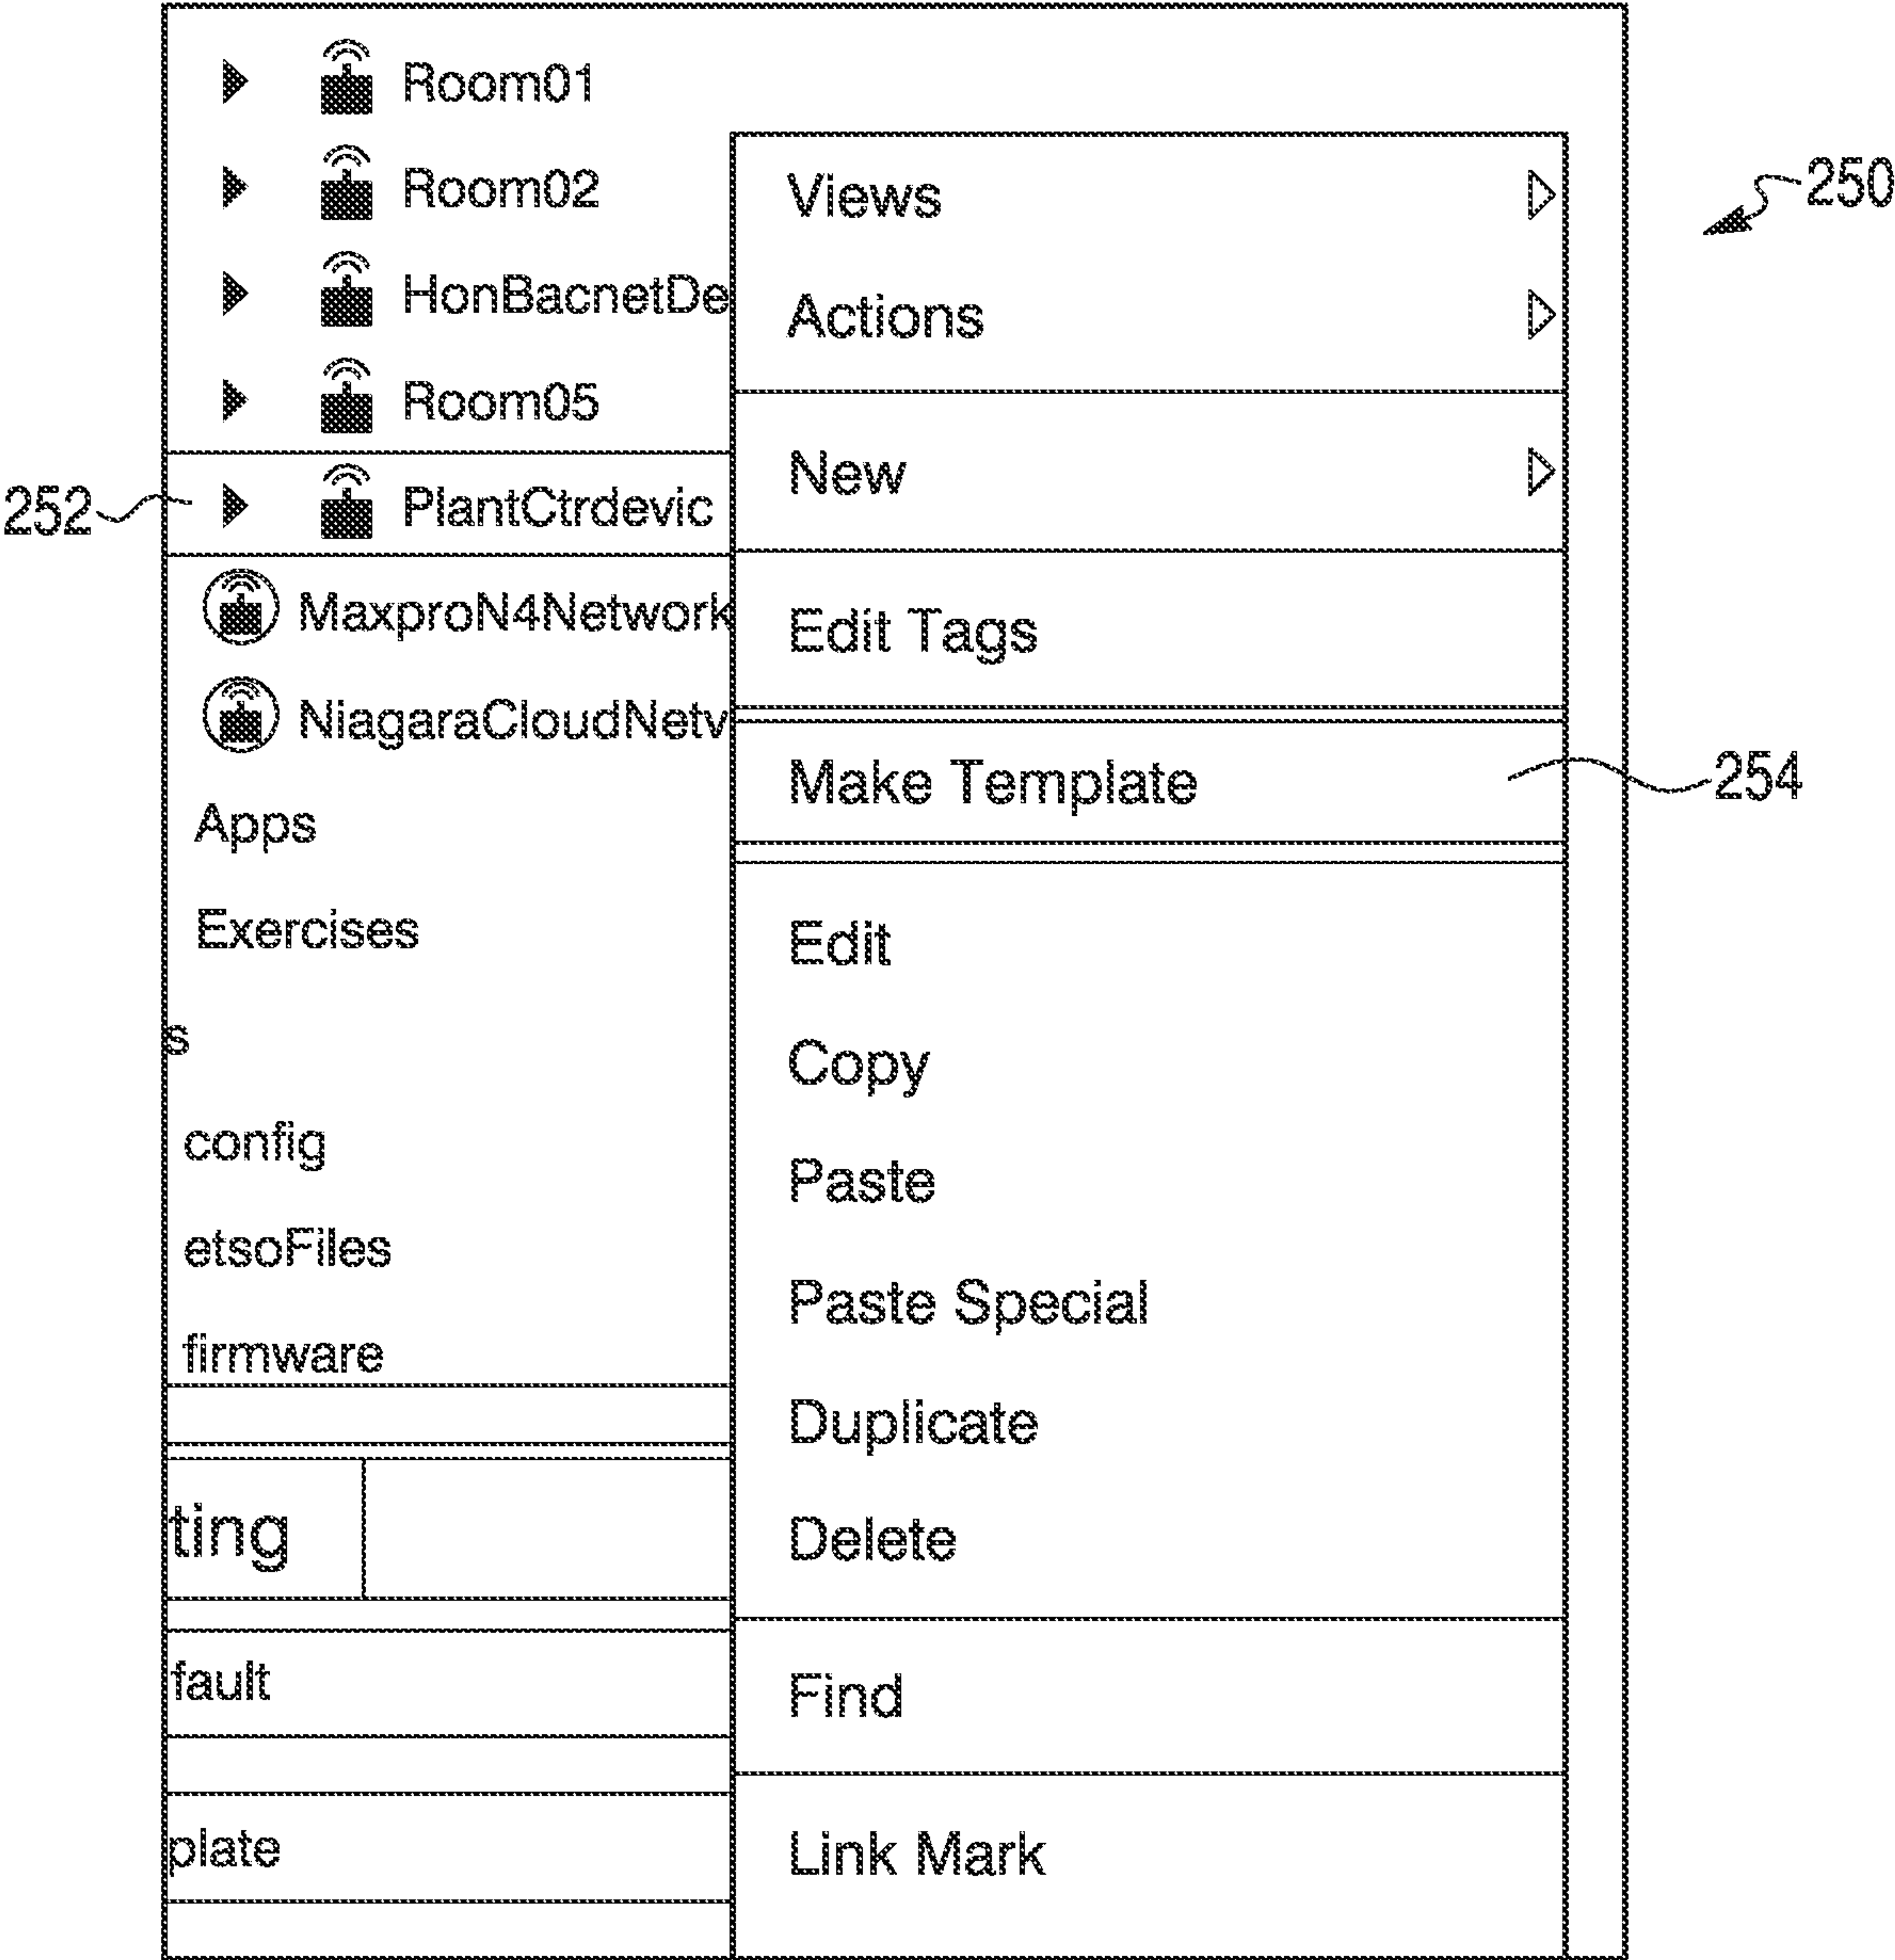 Room01
Room02
HonBacnetDe
Room05
252
PlantCtrdevic
MaxproN4Network
NiagaraCloudNetv
Apps
Exercises
s
config
etsoFiles
firmware
ting
fault
plate
Views
Actions
New
Edit Tags
Make Template
Edit
Copy
Paste
Paste Special
Duplicate
Delete
Find
Link Mark
250
254